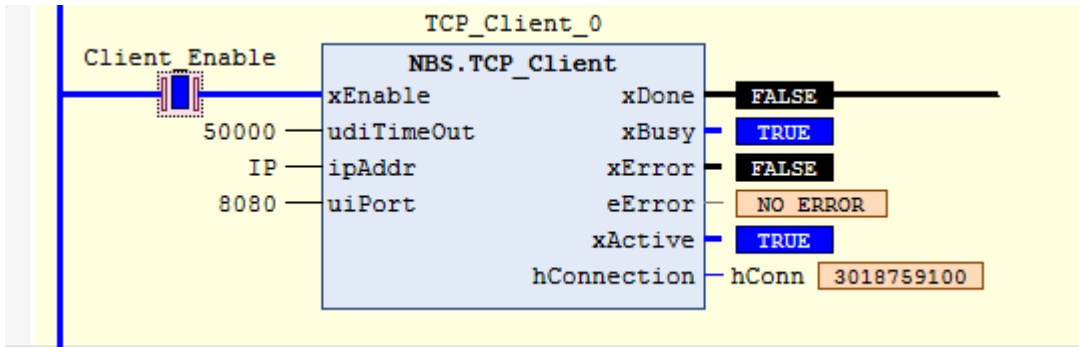 TCP_Client_0
Client_Enable
NBS.TCP_Client
xEnable xDone FALSE
50000 udiTimeOut xBusy TRUE
IP ipAddr xError FALSE
8080 uiPort eError NO ERROR
xActive TRUE
hConnection hConn 3018759100